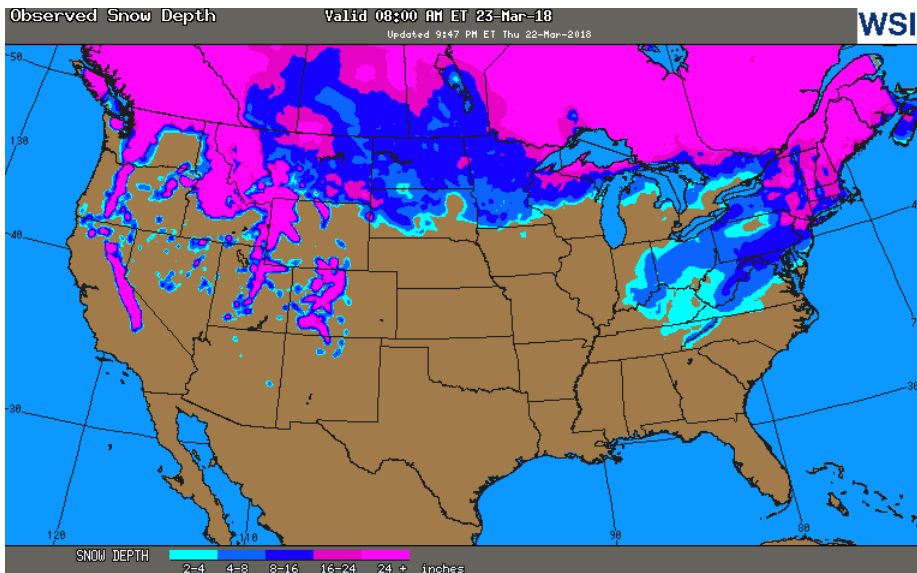 Observed Snow Depth
Valid 08:00 AM ET 23-Mar-18
Updated 9:47 PM ET Thu 22-Mar-2018
WSI
50
130
40
30
120
110
90
80
30
SNOW DEPTH
2-4 4-8 8-16 16-24 24 + inches